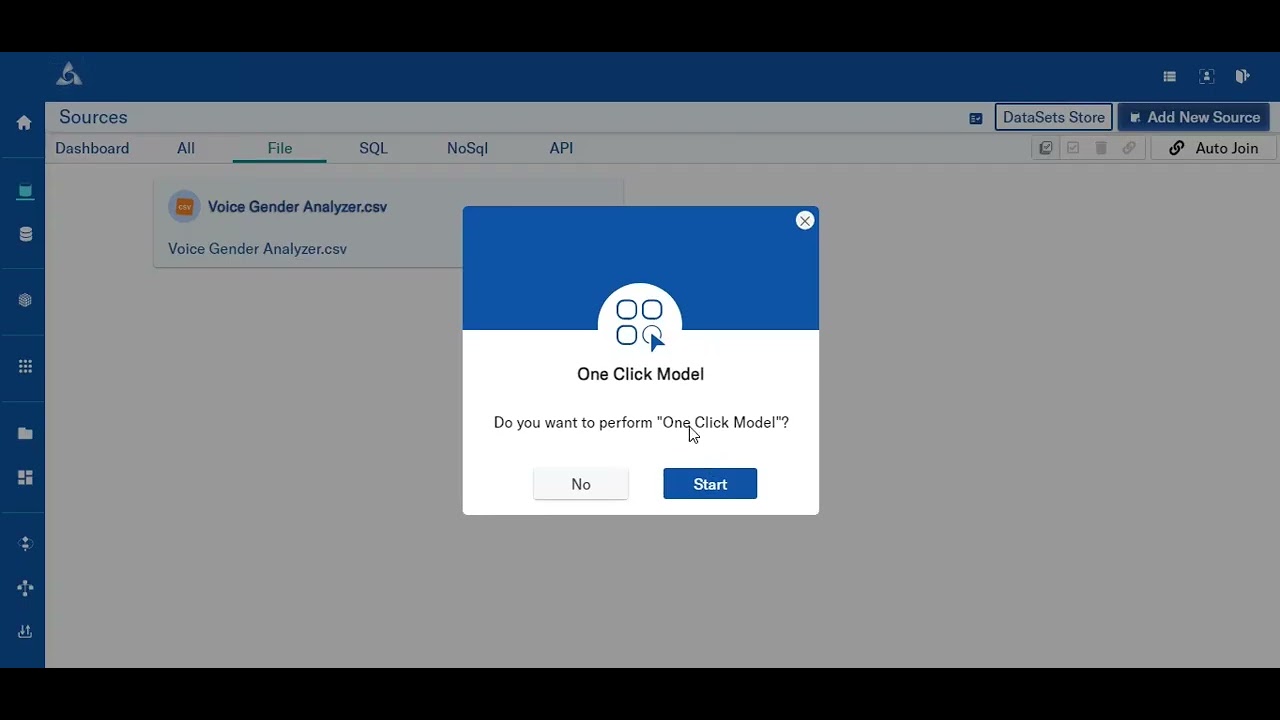 Sources
DataSets Store
Add New Source
Dashboard
All
File
SQL
NoSql
API
Auto Join
CSV
Voice Gender Analyzer.csv
Voice Gender Analyzer.csv
One Click Model
Do you want to perform "One Click Model"?
No
Start